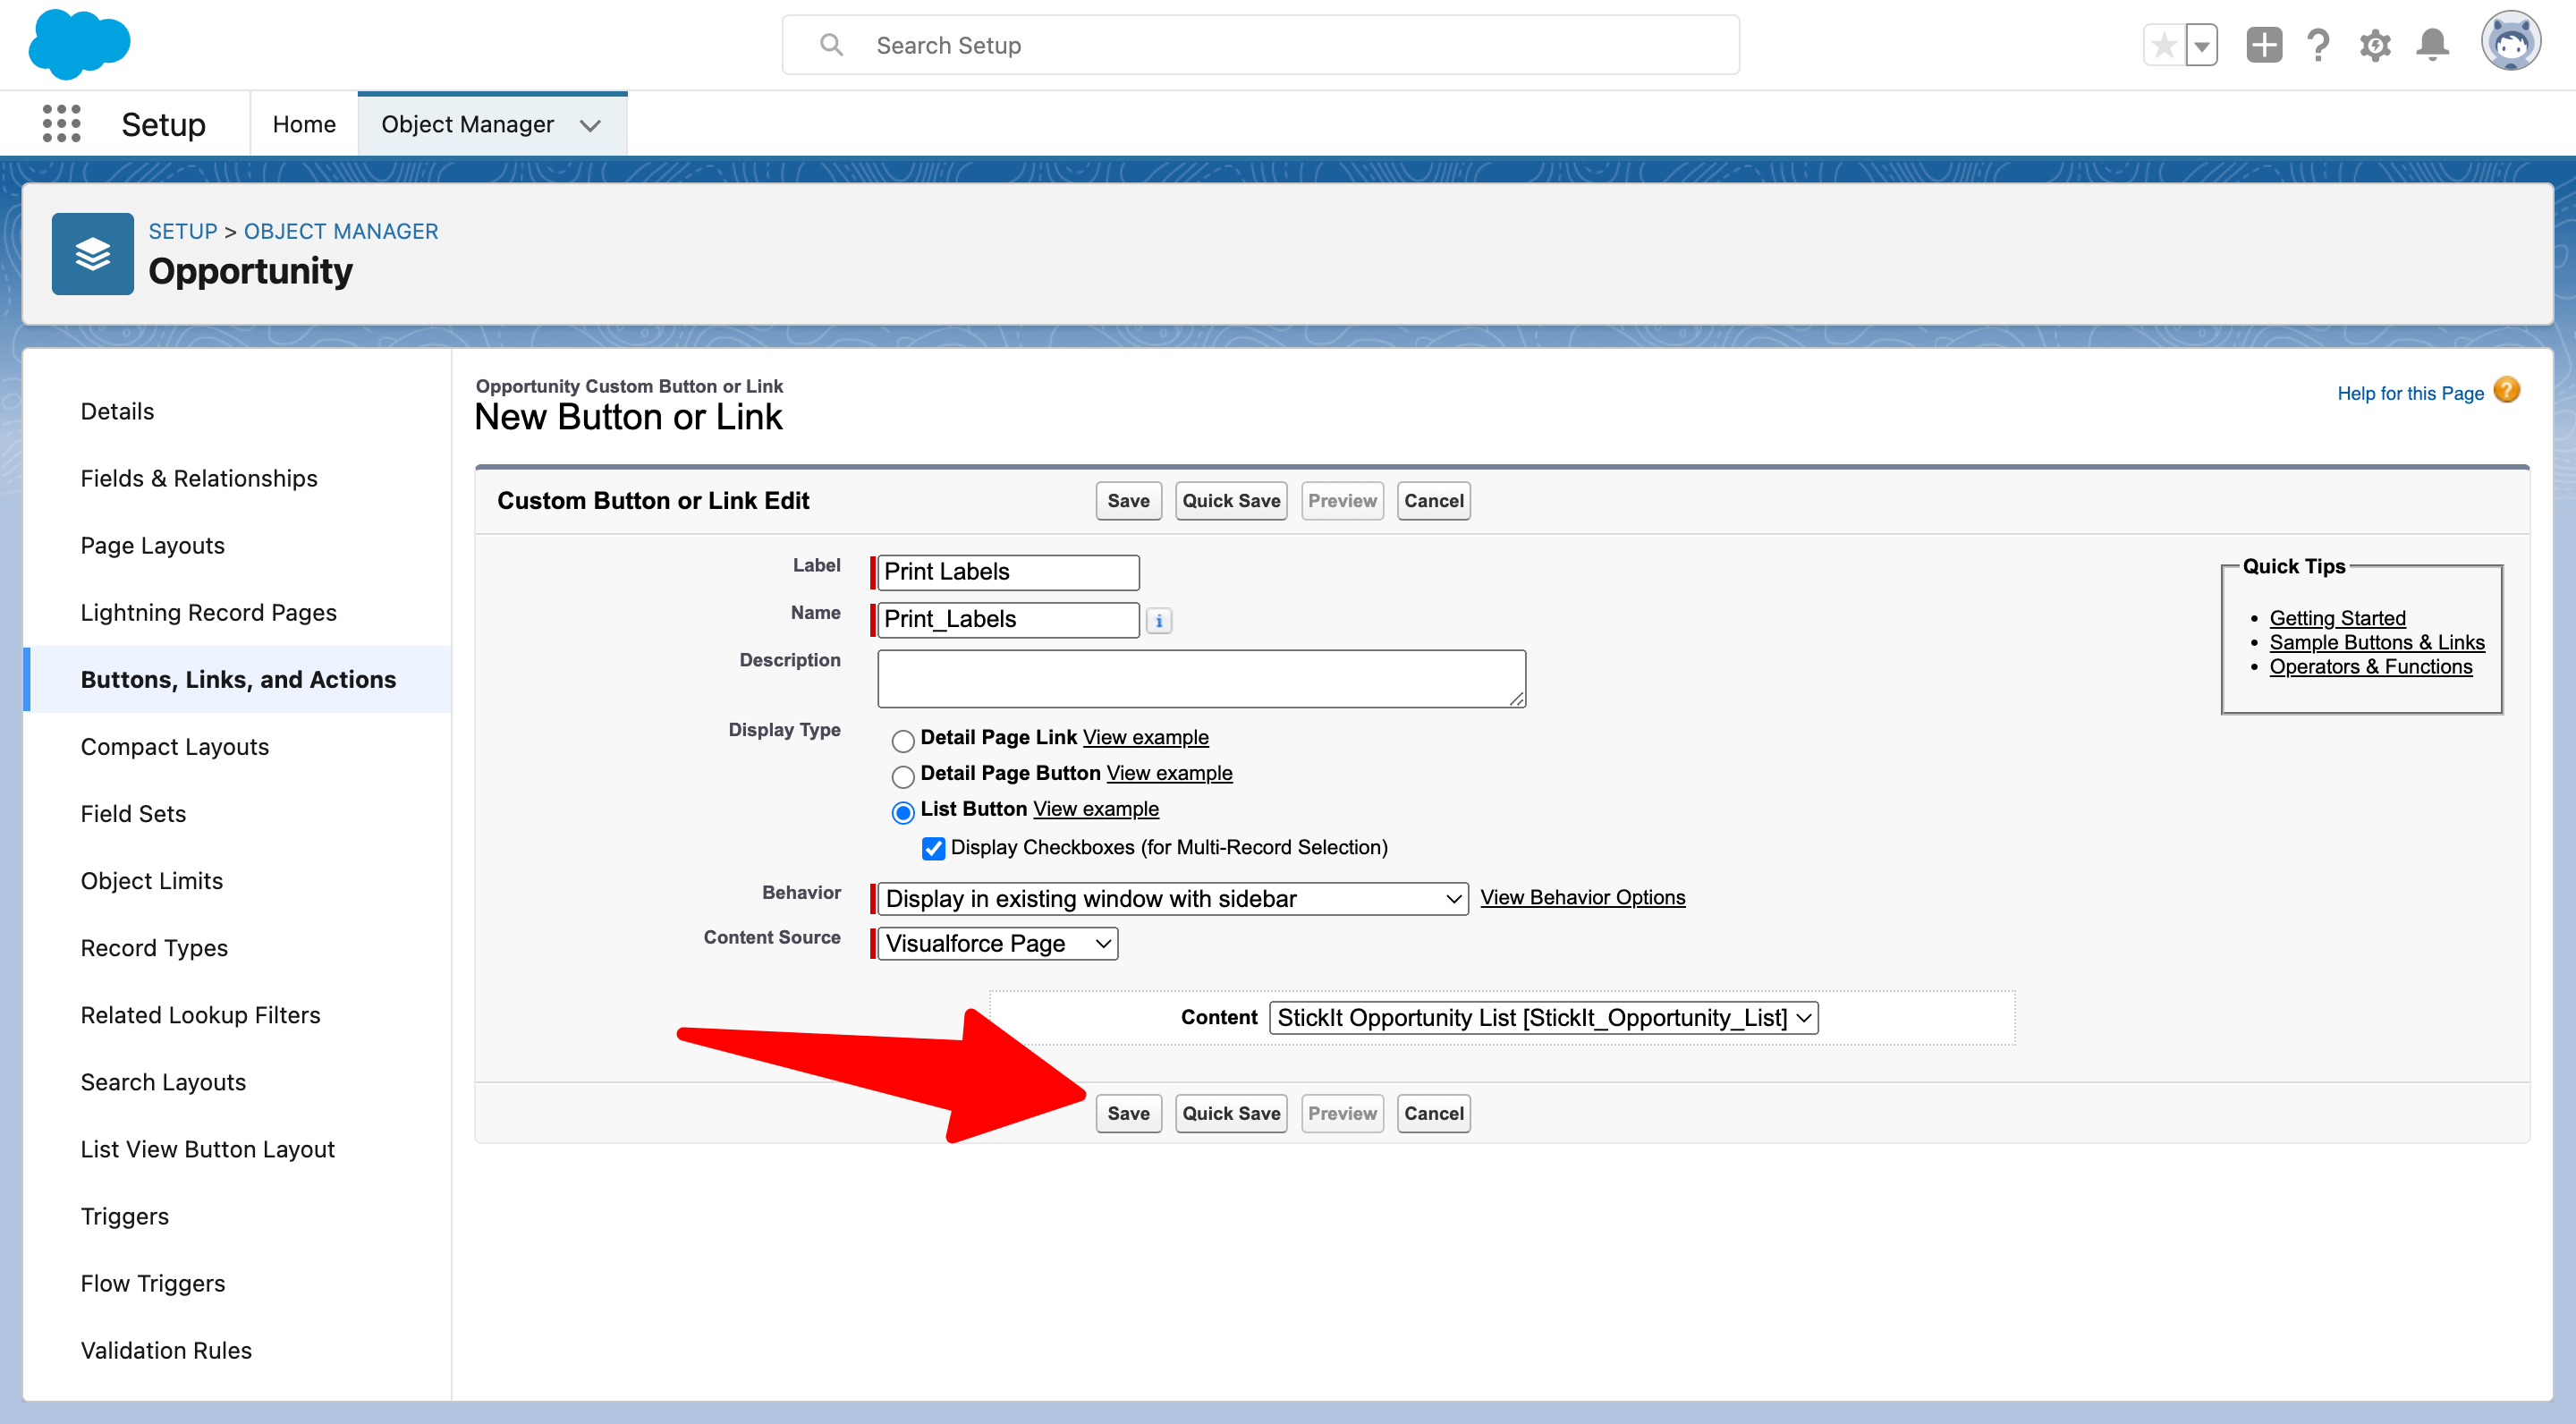 Search Setup
Setup
Home
Object Manager
SETUP > OBJECT MANAGER
Opportunity
Details
Fields & Relationships
Page Layouts
Lightning Record Pages
Buttons, Links, and Actions
Compact Layouts
Field Sets
Object Limits
Record Types
Related Lookup Filters
Search Layouts
List View Button Layout
Triggers
Flow Triggers
Validation Rules
Opportunity Custom Button or Link
New Button or Link
Help for this Page ?
Custom Button or Link Edit
Save Quick Save Preview Cancel
Label Print Labels
Name Print_Labels i
Description
Display Type
Detail Page Link View example
Detail Page Button View example
List Button View example
Display Checkboxes (for Multi-Record Selection)
Behavior Display in existing window with sidebar View Behavior Options
Content Source Visualforce Page
Content StickIt Opportunity List [StickIt_Opportunity_List]
Save Quick Save Preview Cancel
Quick Tips
• Getting Started
• Sample Buttons & Links
• Operators & Functions